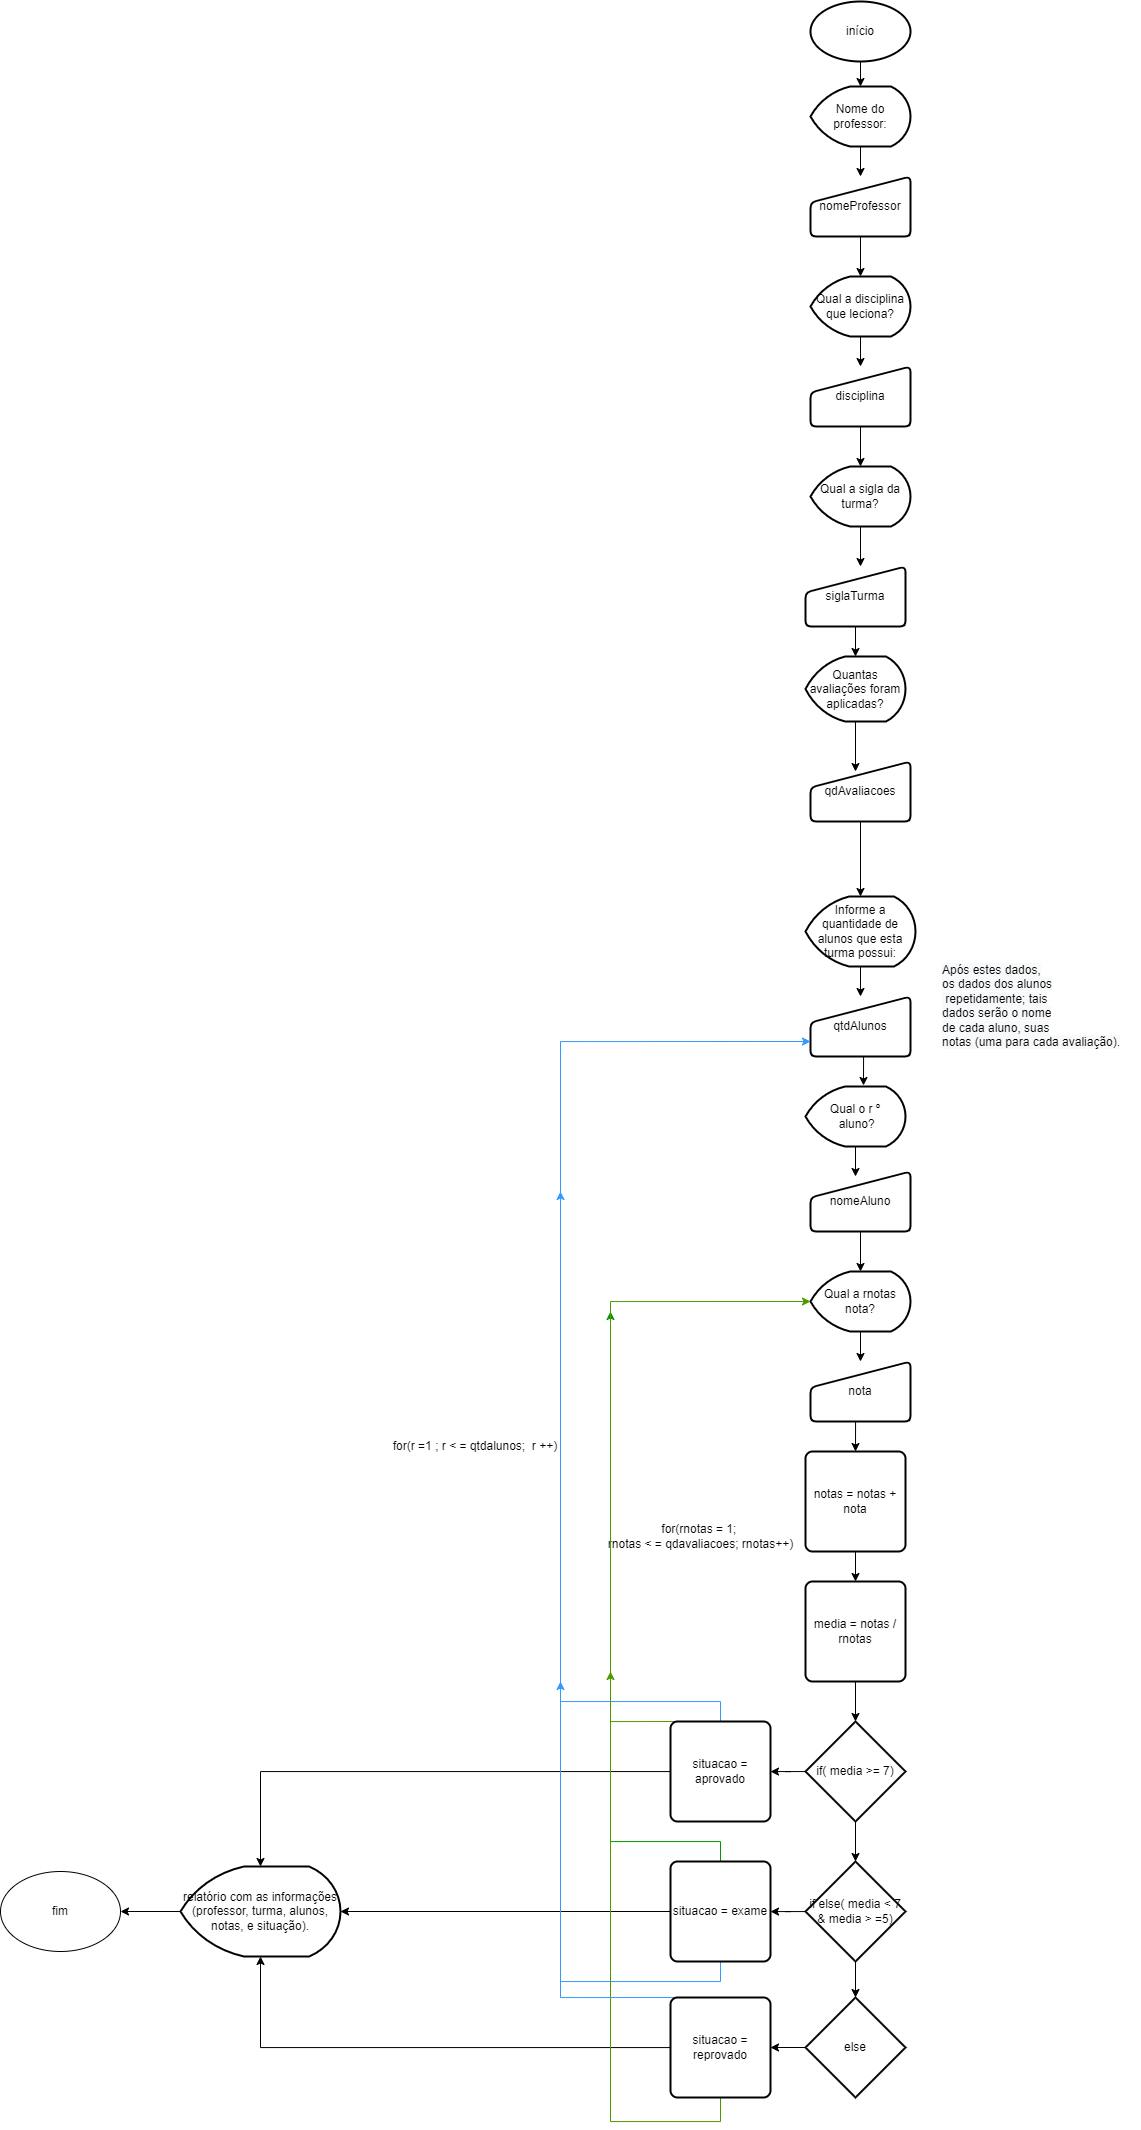 início
Nome do
professor:
nomeProfessor
Qual a disciplina
que leciona?
disciplina
Qual a sigla da
turma?
siglaTurma
Quantas
avaliações foram
aplicadas?
qdAvaliacoes
Informe a
quantidade de
alunos que esta
turma possui:
Após estes dados,
os dados dos alunos
repetidamente; tais
dados serão o nome
de cada aluno, suas
notas (uma para cada avaliação).
qtdAlunos
Qual o r º
aluno?
nomeAluno
Qual a rnotas
nota?
nota
for(r =1 ; r < = qtdalunos;  r ++)
notas = notas +
nota
for(rnotas = 1;
rnotas < = qdavaliacoes; rnotas++)
media = notas /
rnotas
situacao =
aprovado
if( media >= 7)
fim
relatório com as informações
(professor, turma, alunos,
notas, e situação).
situacao = exame
if else( media < 7
& media > =5)
situacao =
reprovado
else